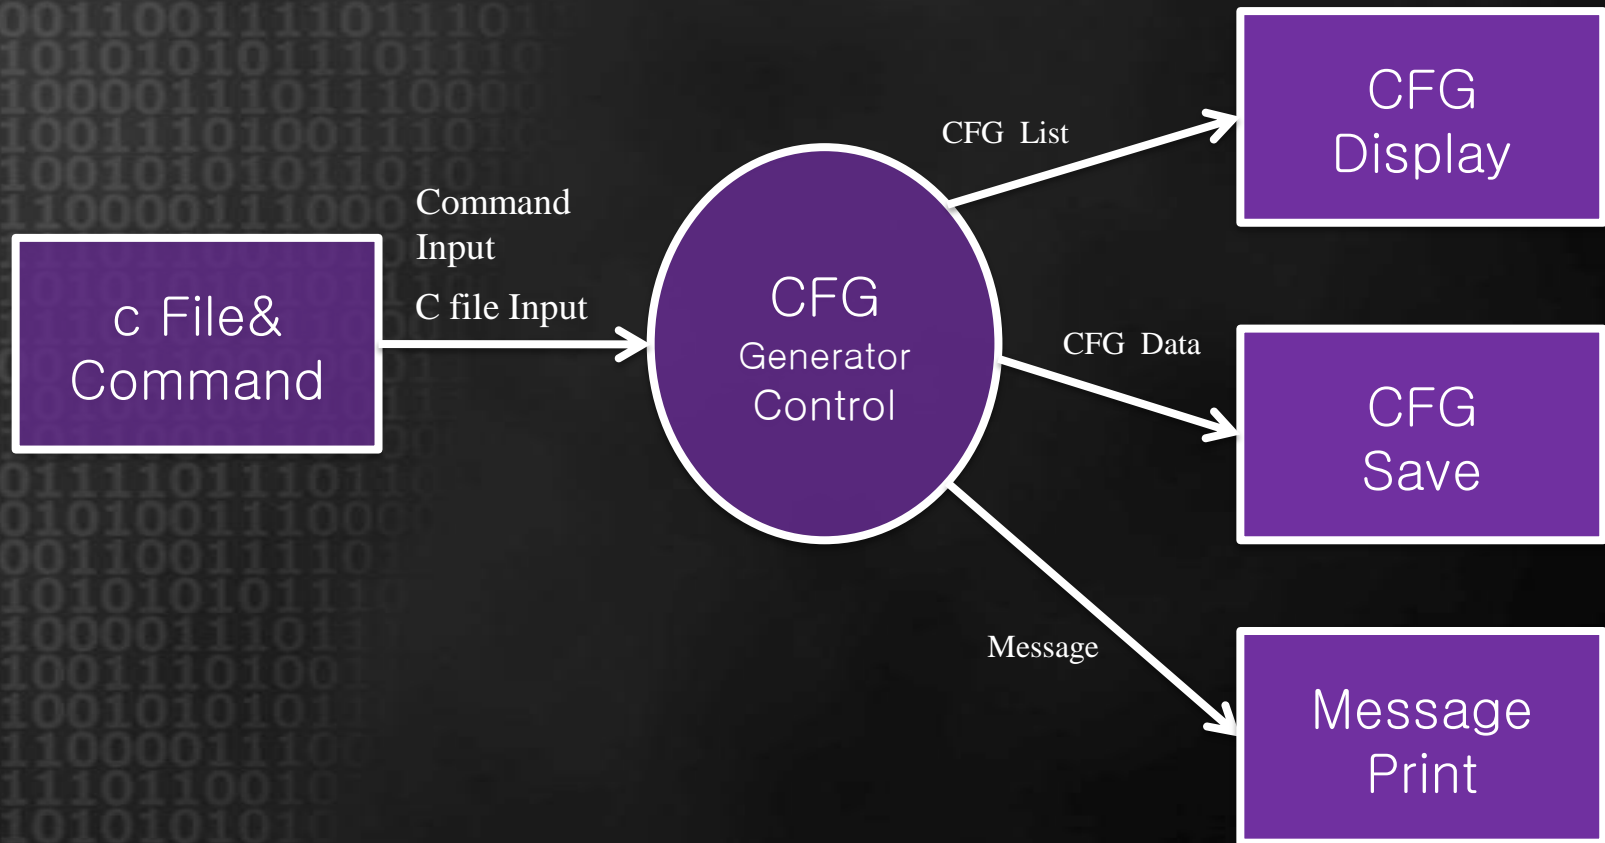 c File&
Command
Command
Input
C file Input
CFG
Generator
Control
CFG List
CFG Data
Message
CFG
Display
CFG
Save
Message
Print